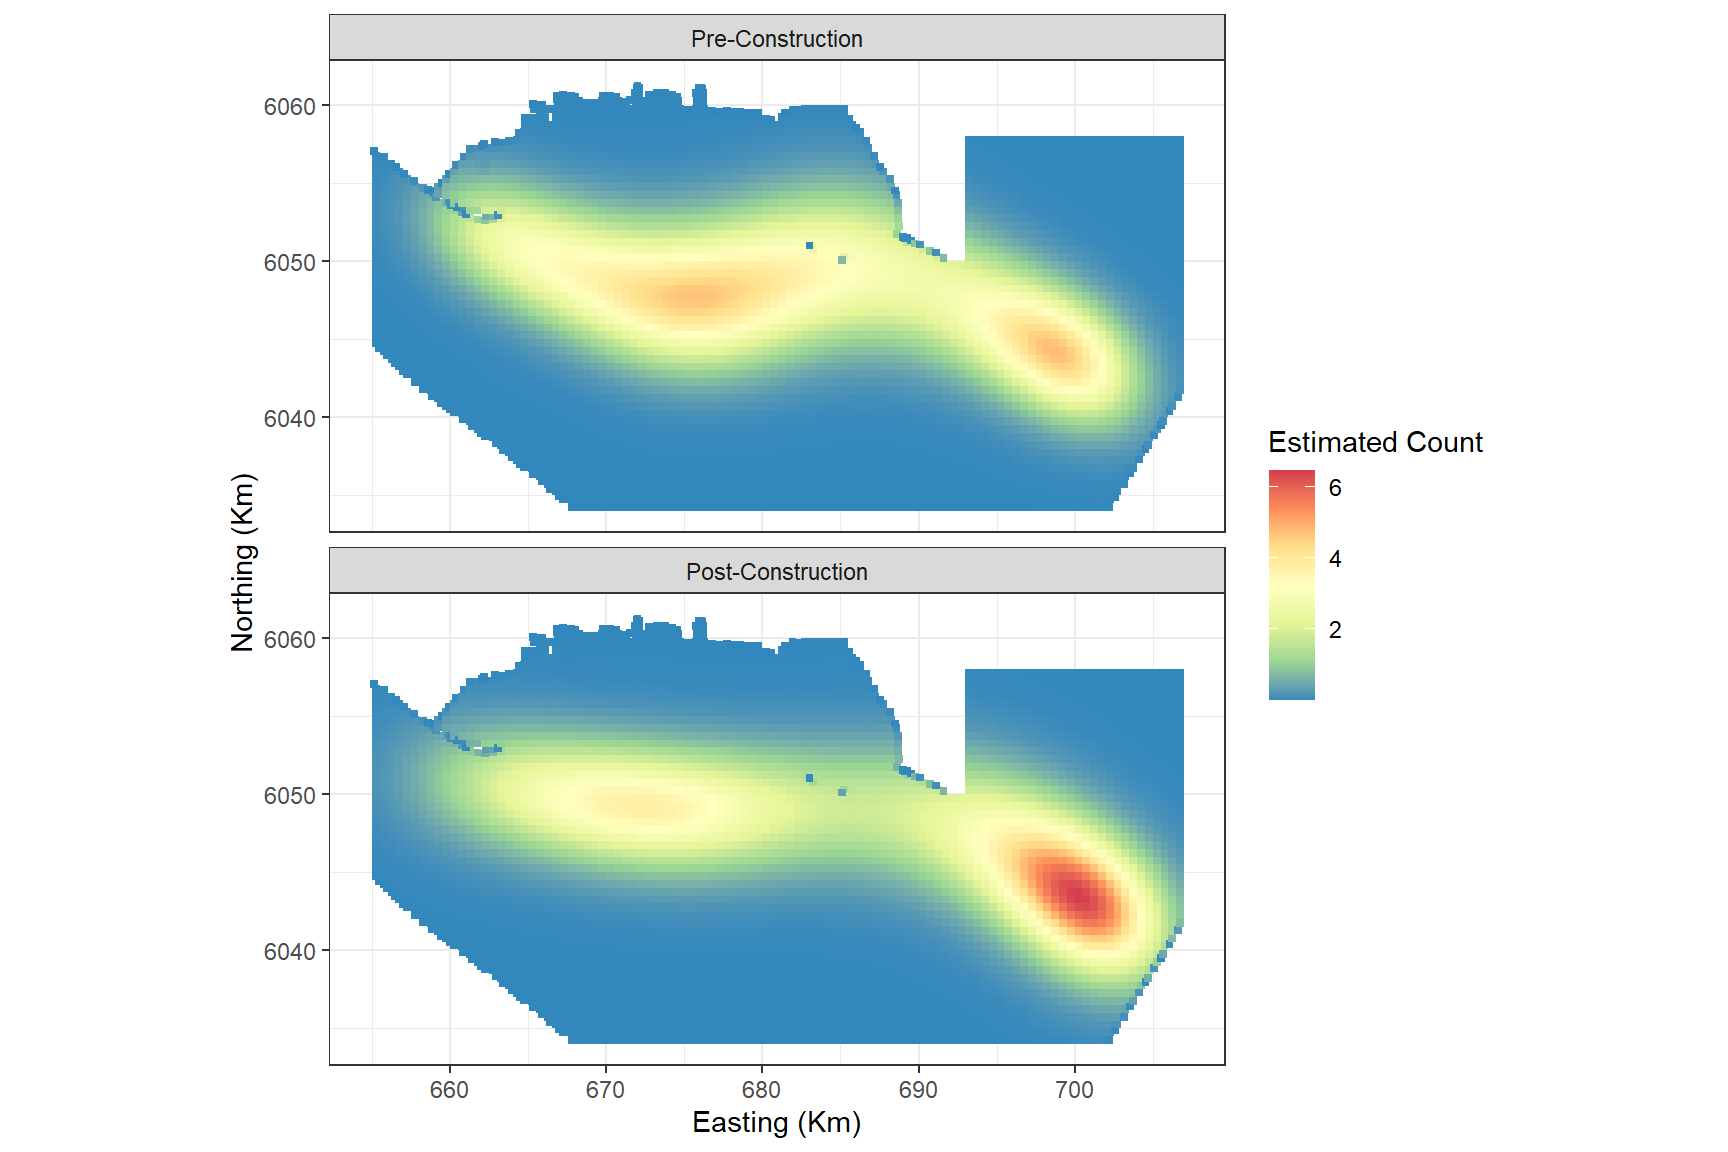 Pre-Construction
6060
6050
6040
Post-Construction
6060
6050
6040
660 670 680 690 700
Easting (Km)
Northing (Km)
Estimated Count
6
4
2